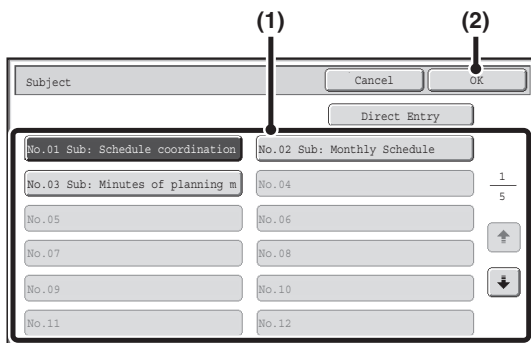 (1) (2)
Subject Cancel OK
Direct Entry
No.01 Sub: Schedule coordination No.02 Sub: Monthly Schedule
No.03 Sub: Minutes of planning m No.04 1
5
No.05 No.06
No.07 No.08
No.09 No.10
No.11 No.12